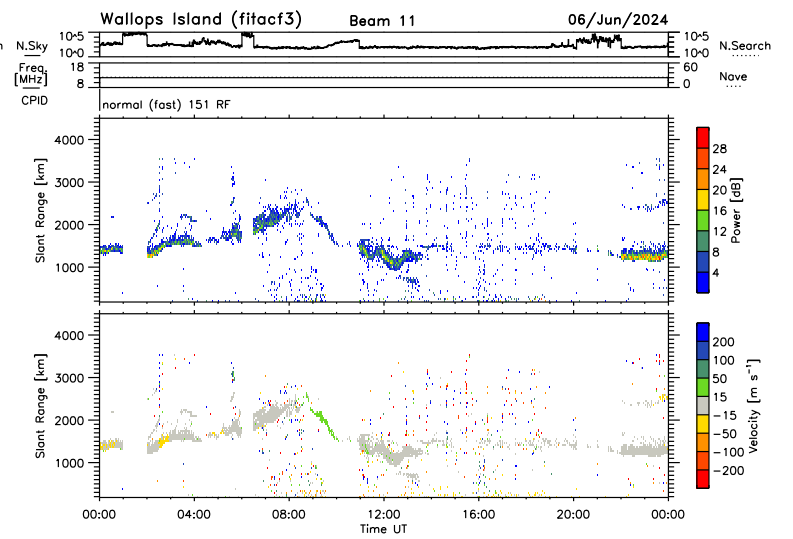 Wallops Island (fitacf3) Beam 11 06/Jun/2024
n N.Sky 10^5 10^0 10^5 10^0 N.Search
Freq. [MHz] 18 8 60 0 Nave
CPID normal (fast) 151 RF
Slant Range [km] 4000 3000 2000 1000
28 24 20 16 12 8 4 Power [dB]
Slant Range [km] 4000 3000 2000 1000
200 100 50 15 -15 -50 -100 -200 Velocity [m s⁻¹]
00:00 04:00 08:00 12:00 16:00 20:00 00:00
Time UT